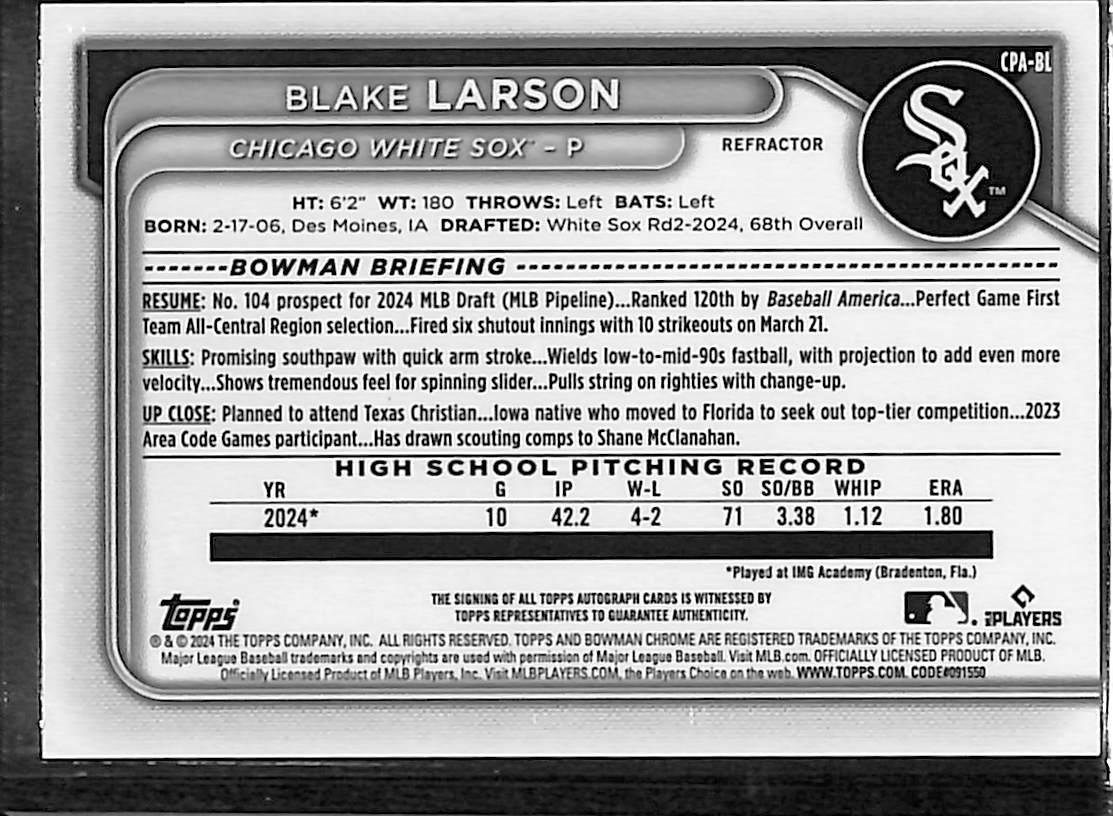 CPA-BL
BLAKE LARSON
CHICAGO WHITE SOX™ - P
REFRACTOR
Sox™
HT: 6'2" WT: 180 THROWS: Left BATS: Left
BORN: 2-17-06, Des Moines, IA DRAFTED: White Sox Rd2-2024, 68th Overall
BOWMAN BRIEFING
RESUME: No. 104 prospect for 2024 MLB Draft (MLB Pipeline)...Ranked 120th by Baseball America...Perfect Game First
Team All-Central Region selection...Fired six shutout innings with 10 strikeouts on March 21.
SKILLS: Promising southpaw with quick arm stroke...Wields low-to-mid-90s fastball, with projection to add even more
velocity...Shows tremendous feel for spinning slider...Pulls string on righties with change-up.
UP CLOSE: Planned to attend Texas Christian...Iowa native who moved to Florida to seek out top-tier competition...2023
Area Code Games participant...Has drawn scouting comps to Shane McClanahan.
HIGH SCHOOL PITCHING RECORD
YR G IP W-L SO SO/BB WHIP ERA
2024* 10 42.2 4-2 71 3.38 1.12 1.80
*Played at IMG Academy (Bradenton, Fla.)
Topps®
THE SIGNING OF ALL TOPPS AUTOGRAPH CARDS IS WITNESSED BY
TOPPS REPRESENTATIVES TO GUARANTEE AUTHENTICITY.
PLAYERS
® & © 2024 THE TOPPS COMPANY, INC. ALL RIGHTS RESERVED. TOPPS AND BOWMAN CHROME ARE REGISTERED TRADEMARKS OF THE TOPPS COMPANY, INC.
Major League Baseball trademarks and copyrights are used with permission of Major League Baseball. Visit MLB.com. OFFICIALLY LICENSED PRODUCT OF MLB.
Officially Licensed Product of MLB Players, Inc. Visit MLBPLAYERS.COM, the Players Choice on the web. WWW.TOPPS.COM. CODE#091550